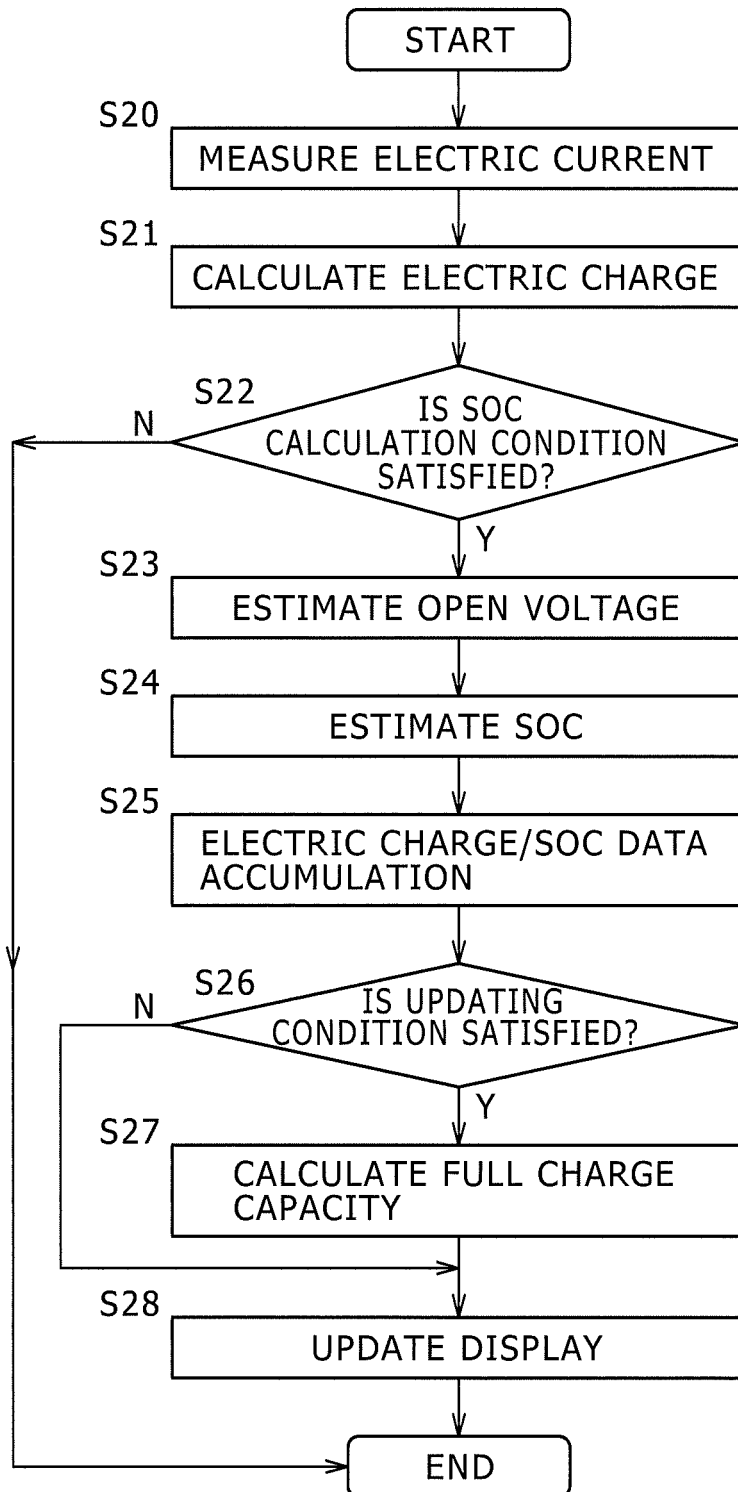 START
S20
MEASURE ELECTRIC CURRENT
S21
CALCULATE ELECTRIC CHARGE
S22
N
IS SOC
CALCULATION CONDITION
SATISFIED?
Y
S23
ESTIMATE OPEN VOLTAGE
S24
ESTIMATE SOC
S25
ELECTRIC CHARGE/SOC DATA
ACCUMULATION
S26
N
IS UPDATING
CONDITION SATISFIED?
Y
S27
CALCULATE FULL CHARGE
CAPACITY
S28
UPDATE DISPLAY
END